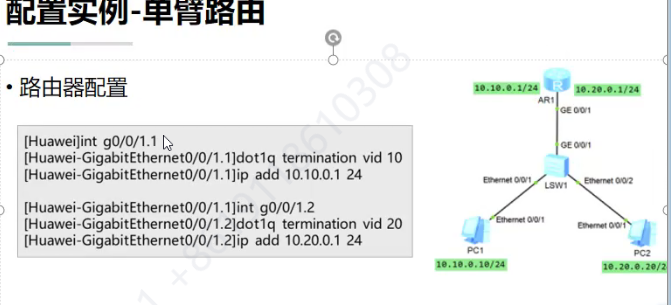 配置实例-单臂路由
• 路由器配置
[Huawei]int g0/0/1.1
[Huawei-GigabitEthernet0/0/1.1]dot1q termination vid 10
[Huawei-GigabitEthernet0/0/1.1]ip add 10.10.0.1 24
[Huawei-GigabitEthernet0/0/1.1]int g0/0/1.2
[Huawei-GigabitEthernet0/0/1.2]dot1q termination vid 20
[Huawei-GigabitEthernet0/0/1.2]ip add 10.20.0.1 24
10.10.0.1/24
10.20.0.1/24
R
AR1
GE 0/0/1
GE 0/0/1
LSW1
Ethernet 0/0/1
Ethernet 0/0/2
Ethernet 0/0/1
Ethernet 0/0/1
PC1
PC2
10.10.0.10/24
10.20.0.20/2